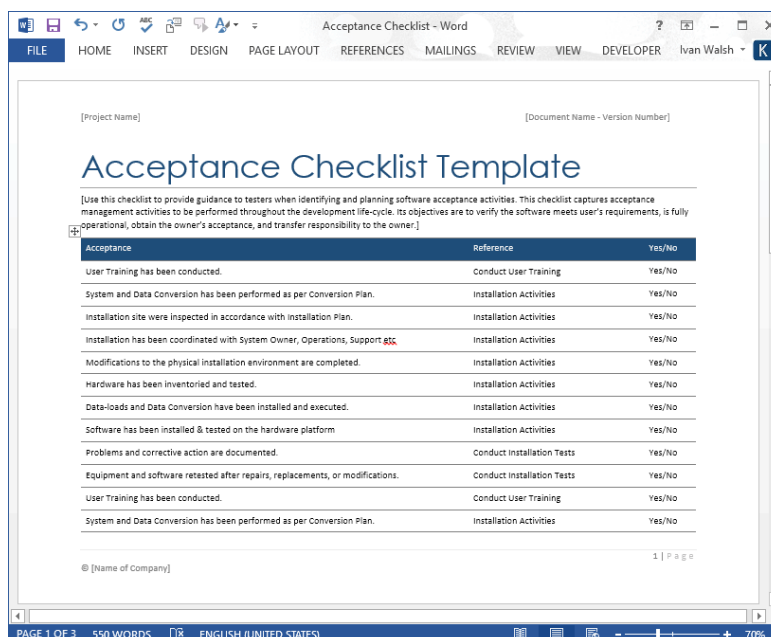 ABC
Acceptance Checklist - Word
?
FILE HOME INSERT DESIGN PAGE LAYOUT REFERENCES MAILINGS REVIEW VIEW DEVELOPER Ivan Walsh K
[Project Name] [Document Name - Version Number]
Acceptance Checklist Template
[Use this checklist to provide guidance to testers when identifying and planning software acceptance activities. This checklist captures acceptance
management activities to be performed throughout the development life-cycle. Its objectives are to verify the software meets user's requirements, is fully
operational, obtain the owner's acceptance, and transfer responsibility to the owner.]
Acceptance Reference Yes/No
User Training has been conducted. Conduct User Training Yes/No
System and Data Conversion has been performed as per Conversion Plan. Installation Activities Yes/No
Installation site were inspected in accordance with Installation Plan. Installation Activities Yes/No
Installation has been coordinated with System Owner, Operations, Support etc Installation Activities Yes/No
Modifications to the physical installation environment are completed. Installation Activities Yes/No
Hardware has been inventoried and tested. Installation Activities Yes/No
Data-loads and Data Conversion have been installed and executed. Installation Activities Yes/No
Software has been installed & tested on the hardware platform Installation Activities Yes/No
Problems and corrective action are documented. Conduct Installation Tests Yes/No
Equipment and software retested after repairs, replacements, or modifications. Conduct Installation Tests Yes/No
User Training has been conducted. Conduct User Training Yes/No
System and Data Conversion has been performed as per Conversion Plan. Installation Activities Yes/No
1 | Page
© [Name of Company]
PAGE 1 OF 3 550 WORDS ENGLISH (UNITED STATES) 70%